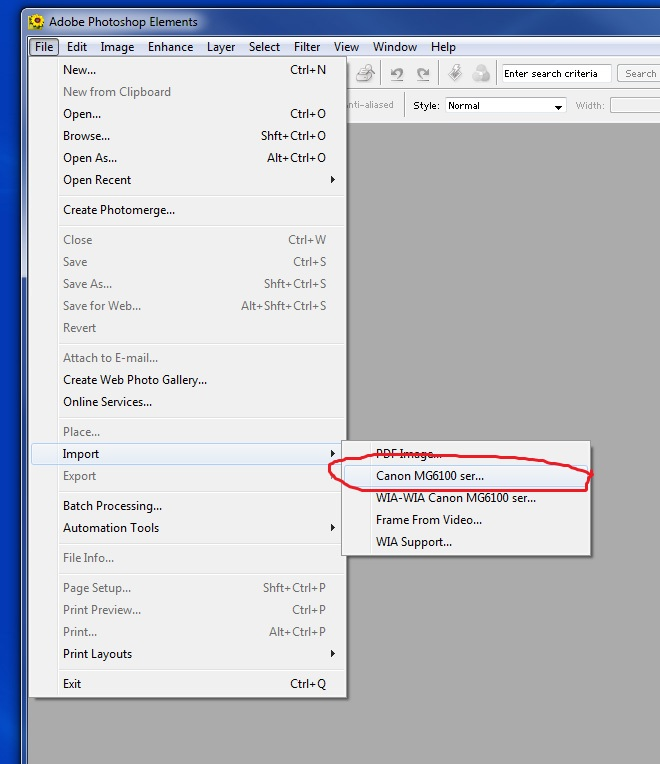 Adobe Photoshop Elements
File Edit Image Enhance Layer Select Filter View Window Help
Enter search criteria Search
nti-aliased Style: Normal Width:
New... Ctrl+N
New from Clipboard
Open... Ctrl+O
Browse... Shft+Ctrl+O
Open As... Alt+Ctrl+O
Open Recent
Create Photomerge...
Close Ctrl+W
Save Ctrl+S
Save As... Shft+Ctrl+S
Save for Web... Alt+Shft+Ctrl+S
Revert
Attach to E-mail...
Create Web Photo Gallery...
Online Services...
Place...
Import
Export
Batch Processing...
Automation Tools
File Info...
Page Setup... Shft+Ctrl+P
Print Preview... Ctrl+P
Print... Alt+Ctrl+P
Print Layouts
Exit Ctrl+Q
PDF Image...
Canon MG6100 ser...
WIA-WIA Canon MG6100 ser...
Frame From Video...
WIA Support...